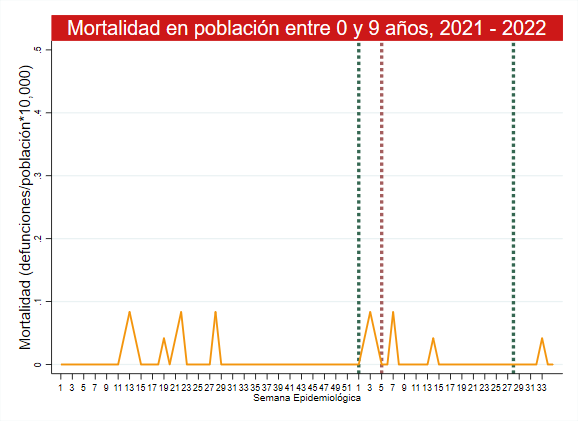 Mortalidad en población entre 0 y 9 años, 2021 - 2022
Mortalidad (defunciones/población*10,000)
.6
.4
.3
.2
.1
0
1 3 5 7 9 11 13 15 17 19 21 23 25 27 29 31 33 35 37 39 41 43 45 47 49 51 1 3 5 7 9 11 13 15 17 19 21 23 25 27 29 31 33
Semana Epidemiológica